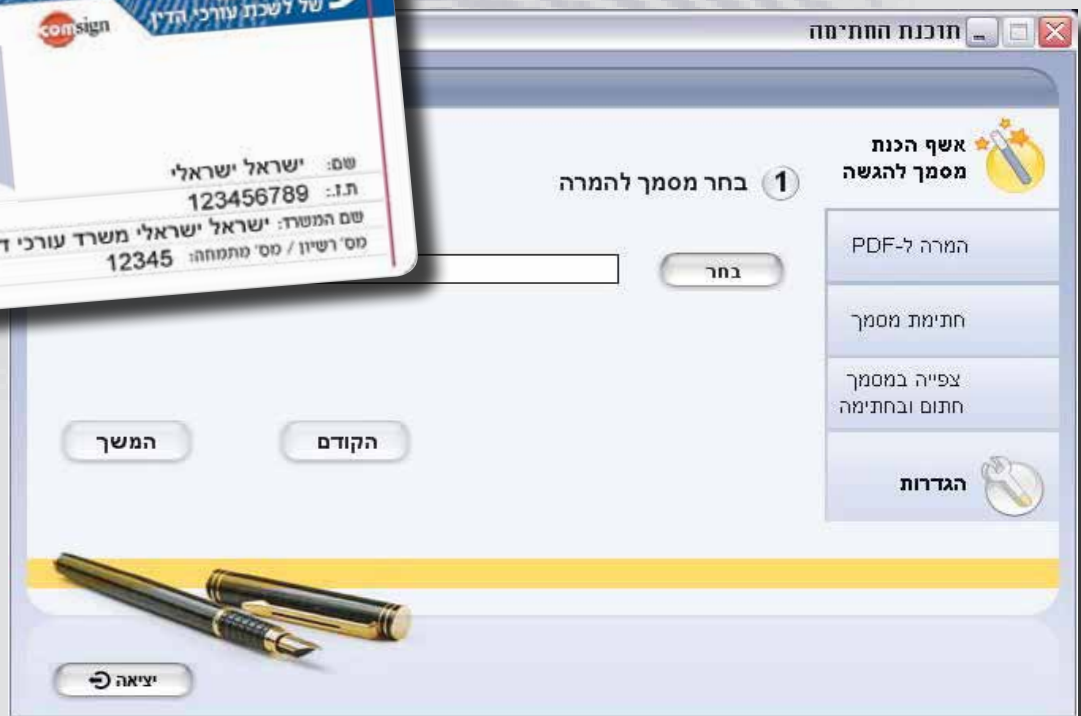 של לשכת עורכי הדין
comsign
שם: ישראל ישראלי
ת.ז.: 123456789
שם המשרד: ישראל ישראלי משרד עורכי
מס' רשיון / מס' מתמחה: 12345
תוכנת החתימה
אשף הכנת
מסמך להגשה
המרה ל-PDF
חתימת מסמך
צפייה במסמך
חתום ובחתימה
הגדרות
1 בחר מסמך להמרה
בחר
הקודם
המשך
יציאה